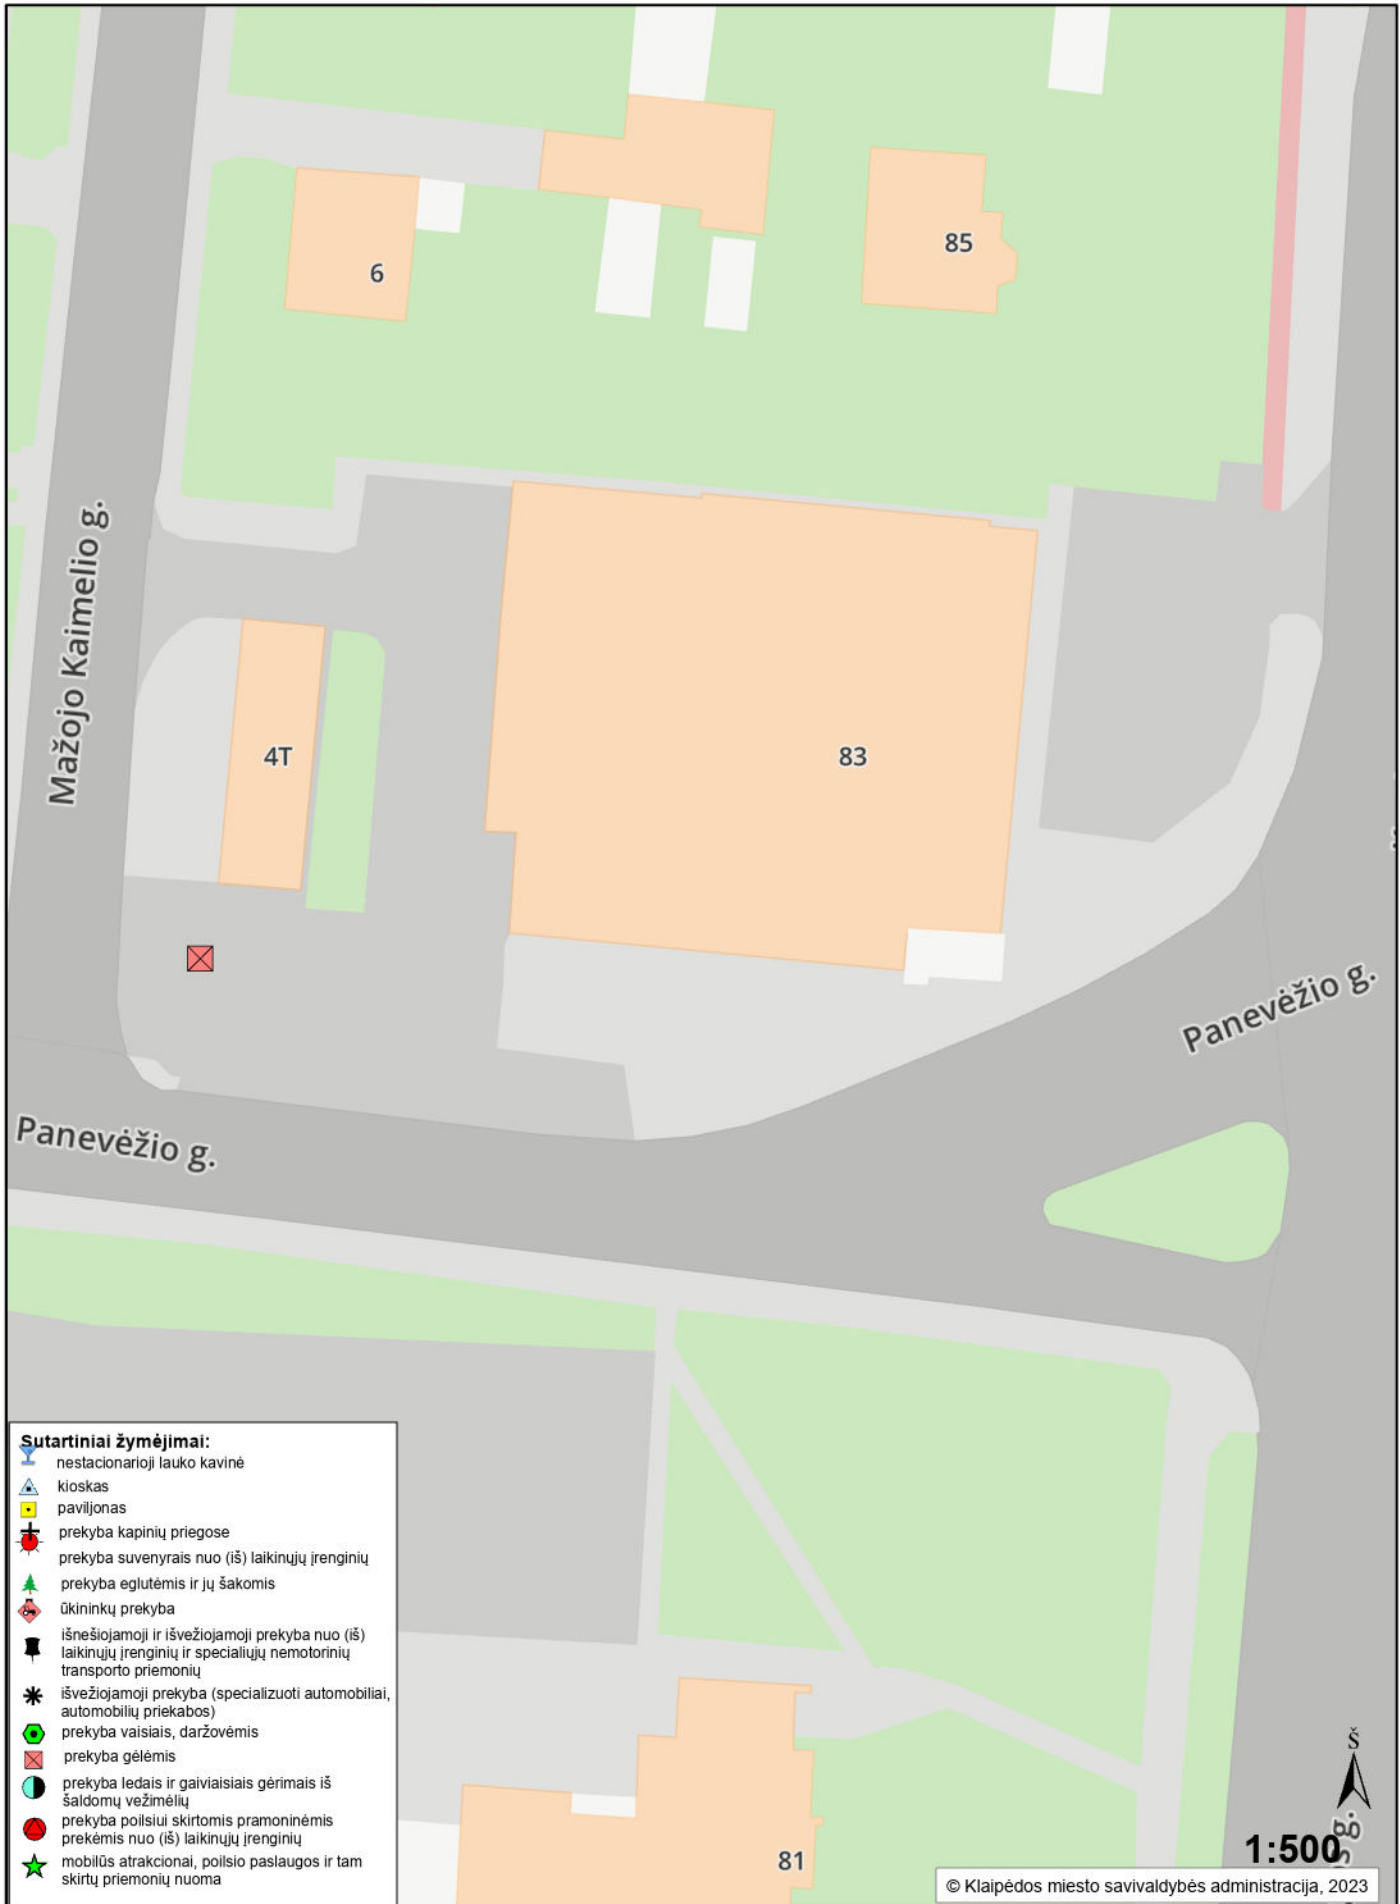 6
85
Mažojo Kaimelio g.
4T
83
Panevėžio g.
Panevėžio g.
Sutartiniai žymėjimai:
nestacionarioji lauko kavinė
kioskas
paviljonas
prekyba kapinių priegose
prekyba suvenyrais nuo (iš) laikinųjų įrenginių
prekyba eglutėmis ir jų šakomis
ūkininkų prekyba
išnešiojamoji ir išvežiojamoji prekyba nuo (iš)
laikinųjų įrenginių ir specialiųjų nemotorinių
transporto priemonių
išvežiojamoji prekyba (specializuoti automobiliai,
automobilių priekabos)
prekyba vaisiais, daržovėmis
prekyba gėlėmis
prekyba ledais ir gaiviaisiais gėrimais iš
šaldomų vežimėlių
prekyba poilsiui skirtomis pramoninėmis
prekėmis nuo (iš) laikinųjų įrenginių
mobilūs atrakcionai, poilsio paslaugos ir tam
skirtų priemonių nuoma
81
Š
1:500
g.
© Klaipėdos miesto savivaldybės administracija, 2023